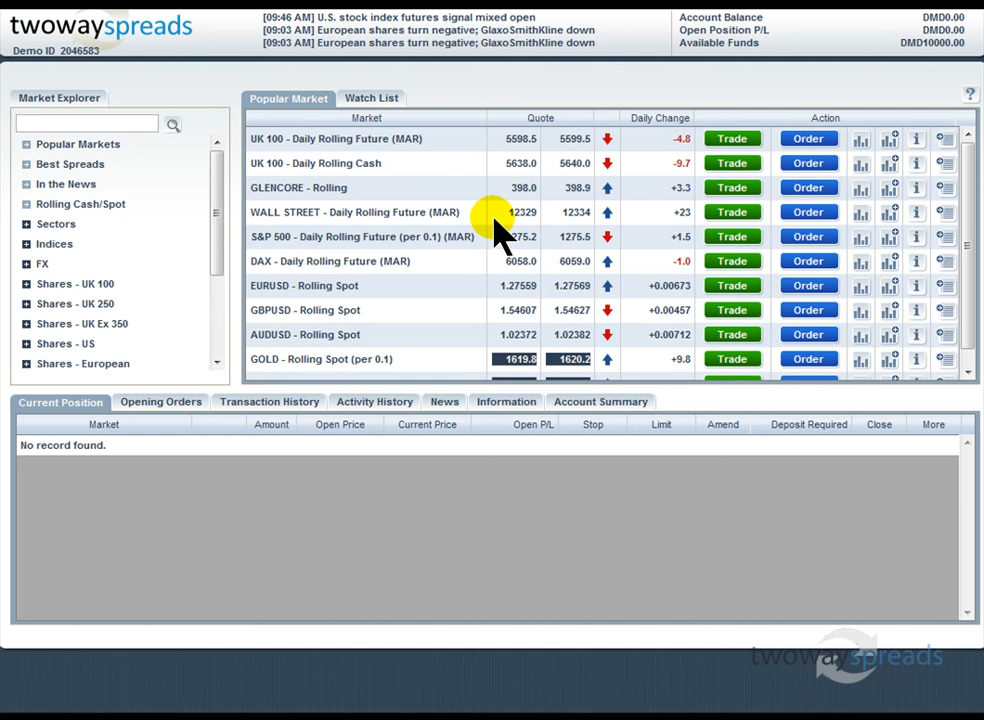 twowayspreads
Demo ID 2046583
[09:46 AM] U.S. stock index futures signal mixed open
[09:03 AM] European shares turn negative; GlaxoSmithKline down
[09:03 AM] European shares turn negative; GlaxoSmithKline down
Account Balance DMD0.00
Open Position P/L DMD0.00
Available Funds DMD10000.00
Market Explorer
Popular Markets
Best Spreads
In the News
Rolling Cash/Spot
Sectors
Indices
FX
Shares - UK 100
Shares - UK 250
Shares - UK Ex 350
Shares - US
Shares - European
Popular Market Watch List ?
Market Quote Daily Change Action
UK 100 - Daily Rolling Future (MAR) 5598.5 5599.5 -4.8 Trade Order i
UK 100 - Daily Rolling Cash 5638.0 5640.0 -9.7 Trade Order i
GLENCORE - Rolling 398.0 398.9 +3.3 Trade Order i
WALL STREET - Daily Rolling Future (MAR) 12329 12334 +23 Trade Order i
S&P 500 - Daily Rolling Future (per 0.1) (MAR) 1275.5 +1.5 Trade Order i
DAX - Daily Rolling Future (MAR) 6058.0 6059.0 -1.0 Trade Order i
EURUSD - Rolling Spot 1.27559 1.27569 +0.00673 Trade Order i
GBPUSD - Rolling Spot 1.54607 1.54627 +0.00457 Trade Order i
AUDUSD - Rolling Spot 1.02372 1.02382 +0.00712 Trade Order i
GOLD - Rolling Spot (per 0.1) 1619.8 1620.2 +9.8 Trade Order i
Current Position Opening Orders Transaction History Activity History News Information Account Summary
Market Amount Open Price Current Price Open P/L Stop Limit Amend Deposit Required Close More
No record found.
twowayspreads